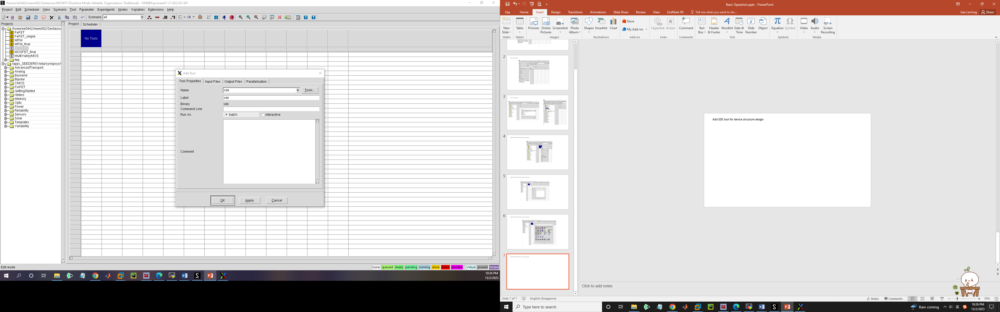 /home/ee5442/imem002/Sentaurus/MOSFET (Runtime Mode: Editable, Organization: Traditional) - SWB@Feynman01 vT-2022.03-SP1
Project Edit Scheduler View Scenario Tool Parameter Experiments Nodes Variables Extensions Help
Scenario: all
Projects
/home/ee5442/imem002/Sentaurus
FeFET
FeFET_simple
MFM
MFM_final
MOSFET_final
MultiValleyMOS
tmp
/apps_SEEDER01/eda/synopsys/s
AdvancedTransport
Analog
Backend
Bipolar
CMOS
FinFET
GettingStarted
Hetero
Memory
Opto
Power
Reliability
Sensors
Solar
Templates
Variability
Project Scheduler
No Tools
Add Tool
Tool Properties Input Files Output Files Parallelization
Name sde Tools...
Label sde
Binary sde
Command Line
Run As batch interactive
Comment
OK Apply Cancel
Edit mode
none queued ready pending running done failed aborted virtual pruned folded
10:26 PM
13/2/2023
Basic Opeartion.pptx - PowerPoint
File Home Insert Design Transitions Animations Slide Show Review View EndNote X9 Tell me what you want to do...
Jiao Leming Share
New Slide
Table
Pictures
Online Pictures
Screenshot
Photo Album
Shapes
SmartArt
Chart
Store
My Add-ins
Hyperlink
Action
Comment
Text Box
Header & Footer
WordArt
Date & Time
Slide Number
Object
Equation
Symbol
Video
Audio
Screen Recording
Slides Tables Images Illustrations Add-ins Links Comments Text Symbols Media
2
3
4
5
6
7
Add SDE tool for device structure design
Click to add notes
Slide 7 of 7 English (Singapore)
Notes Comments 50%
Type here to search
Rain coming 英
10:26 PM
13/2/2023